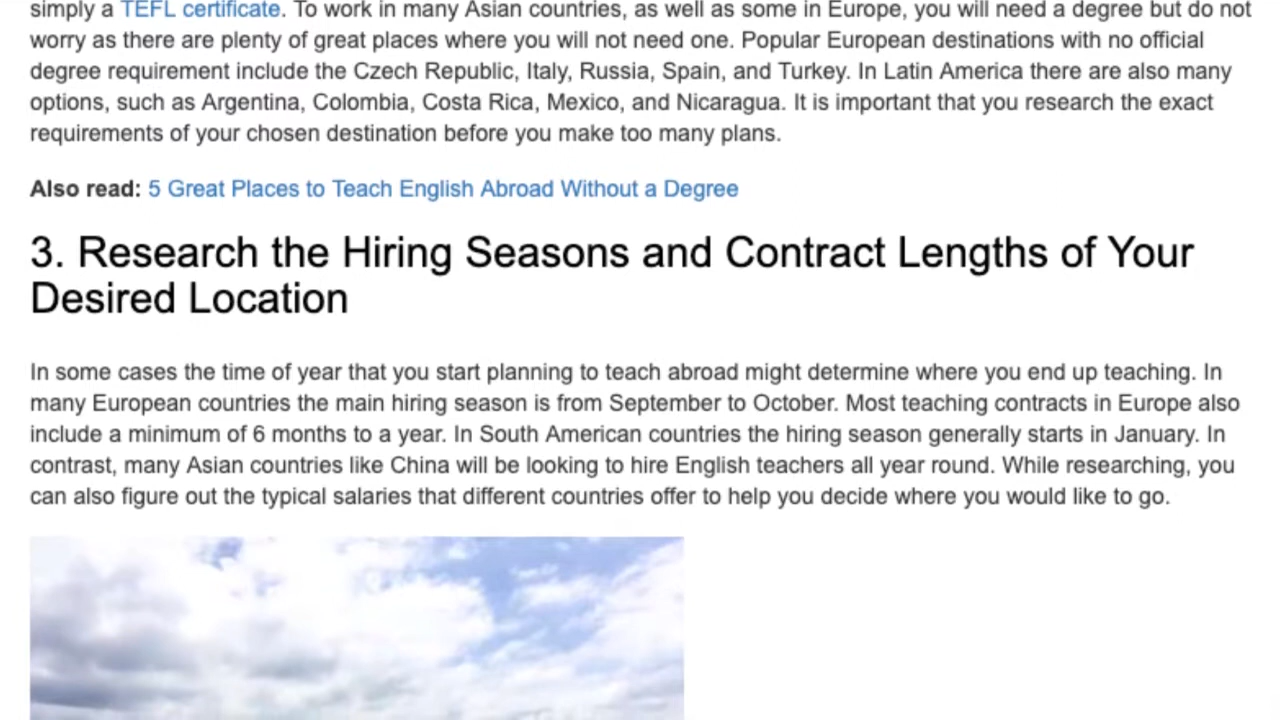 simply a TEFL certificate. To work in many Asian countries, as well as some in Europe, you will need a degree but do not
worry as there are plenty of great places where you will not need one. Popular European destinations with no official
degree requirement include the Czech Republic, Italy, Russia, Spain, and Turkey. In Latin America there are also many
options, such as Argentina, Colombia, Costa Rica, Mexico, and Nicaragua. It is important that you research the exact
requirements of your chosen destination before you make too many plans.
Also read: 5 Great Places to Teach English Abroad Without a Degree
3. Research the Hiring Seasons and Contract Lengths of Your
Desired Location
In some cases the time of year that you start planning to teach abroad might determine where you end up teaching. In
many European countries the main hiring season is from September to October. Most teaching contracts in Europe also
include a minimum of 6 months to a year. In South American countries the hiring season generally starts in January. In
contrast, many Asian countries like China will be looking to hire English teachers all year round. While researching, you
can also figure out the typical salaries that different countries offer to help you decide where you would like to go.